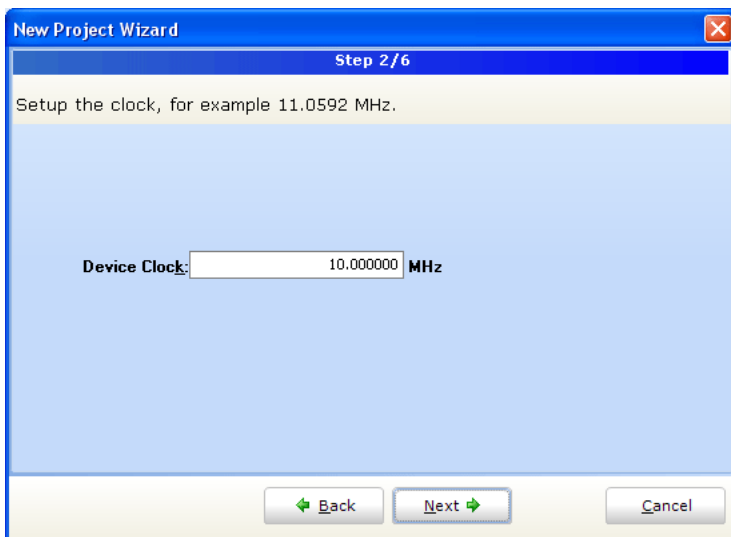 New Project Wizard
Step 2/6
Setup the clock, for example 11.0592 MHz.
Device Clock: 10.000000 MHz
Back Next Cancel